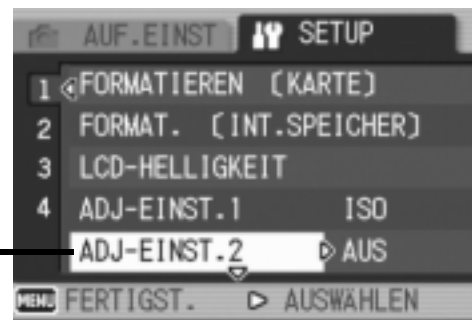 AUF.EINST SETUP
1 FORMATIEREN [KARTE]
2 FORMAT. [INT.SPEICHER]
3 LCD-HELLIGKEIT
4 ADJ-EINST.1 ISO
ADJ-EINST.2 AUS
MENU FERTIGST. AUSWÄHLEN